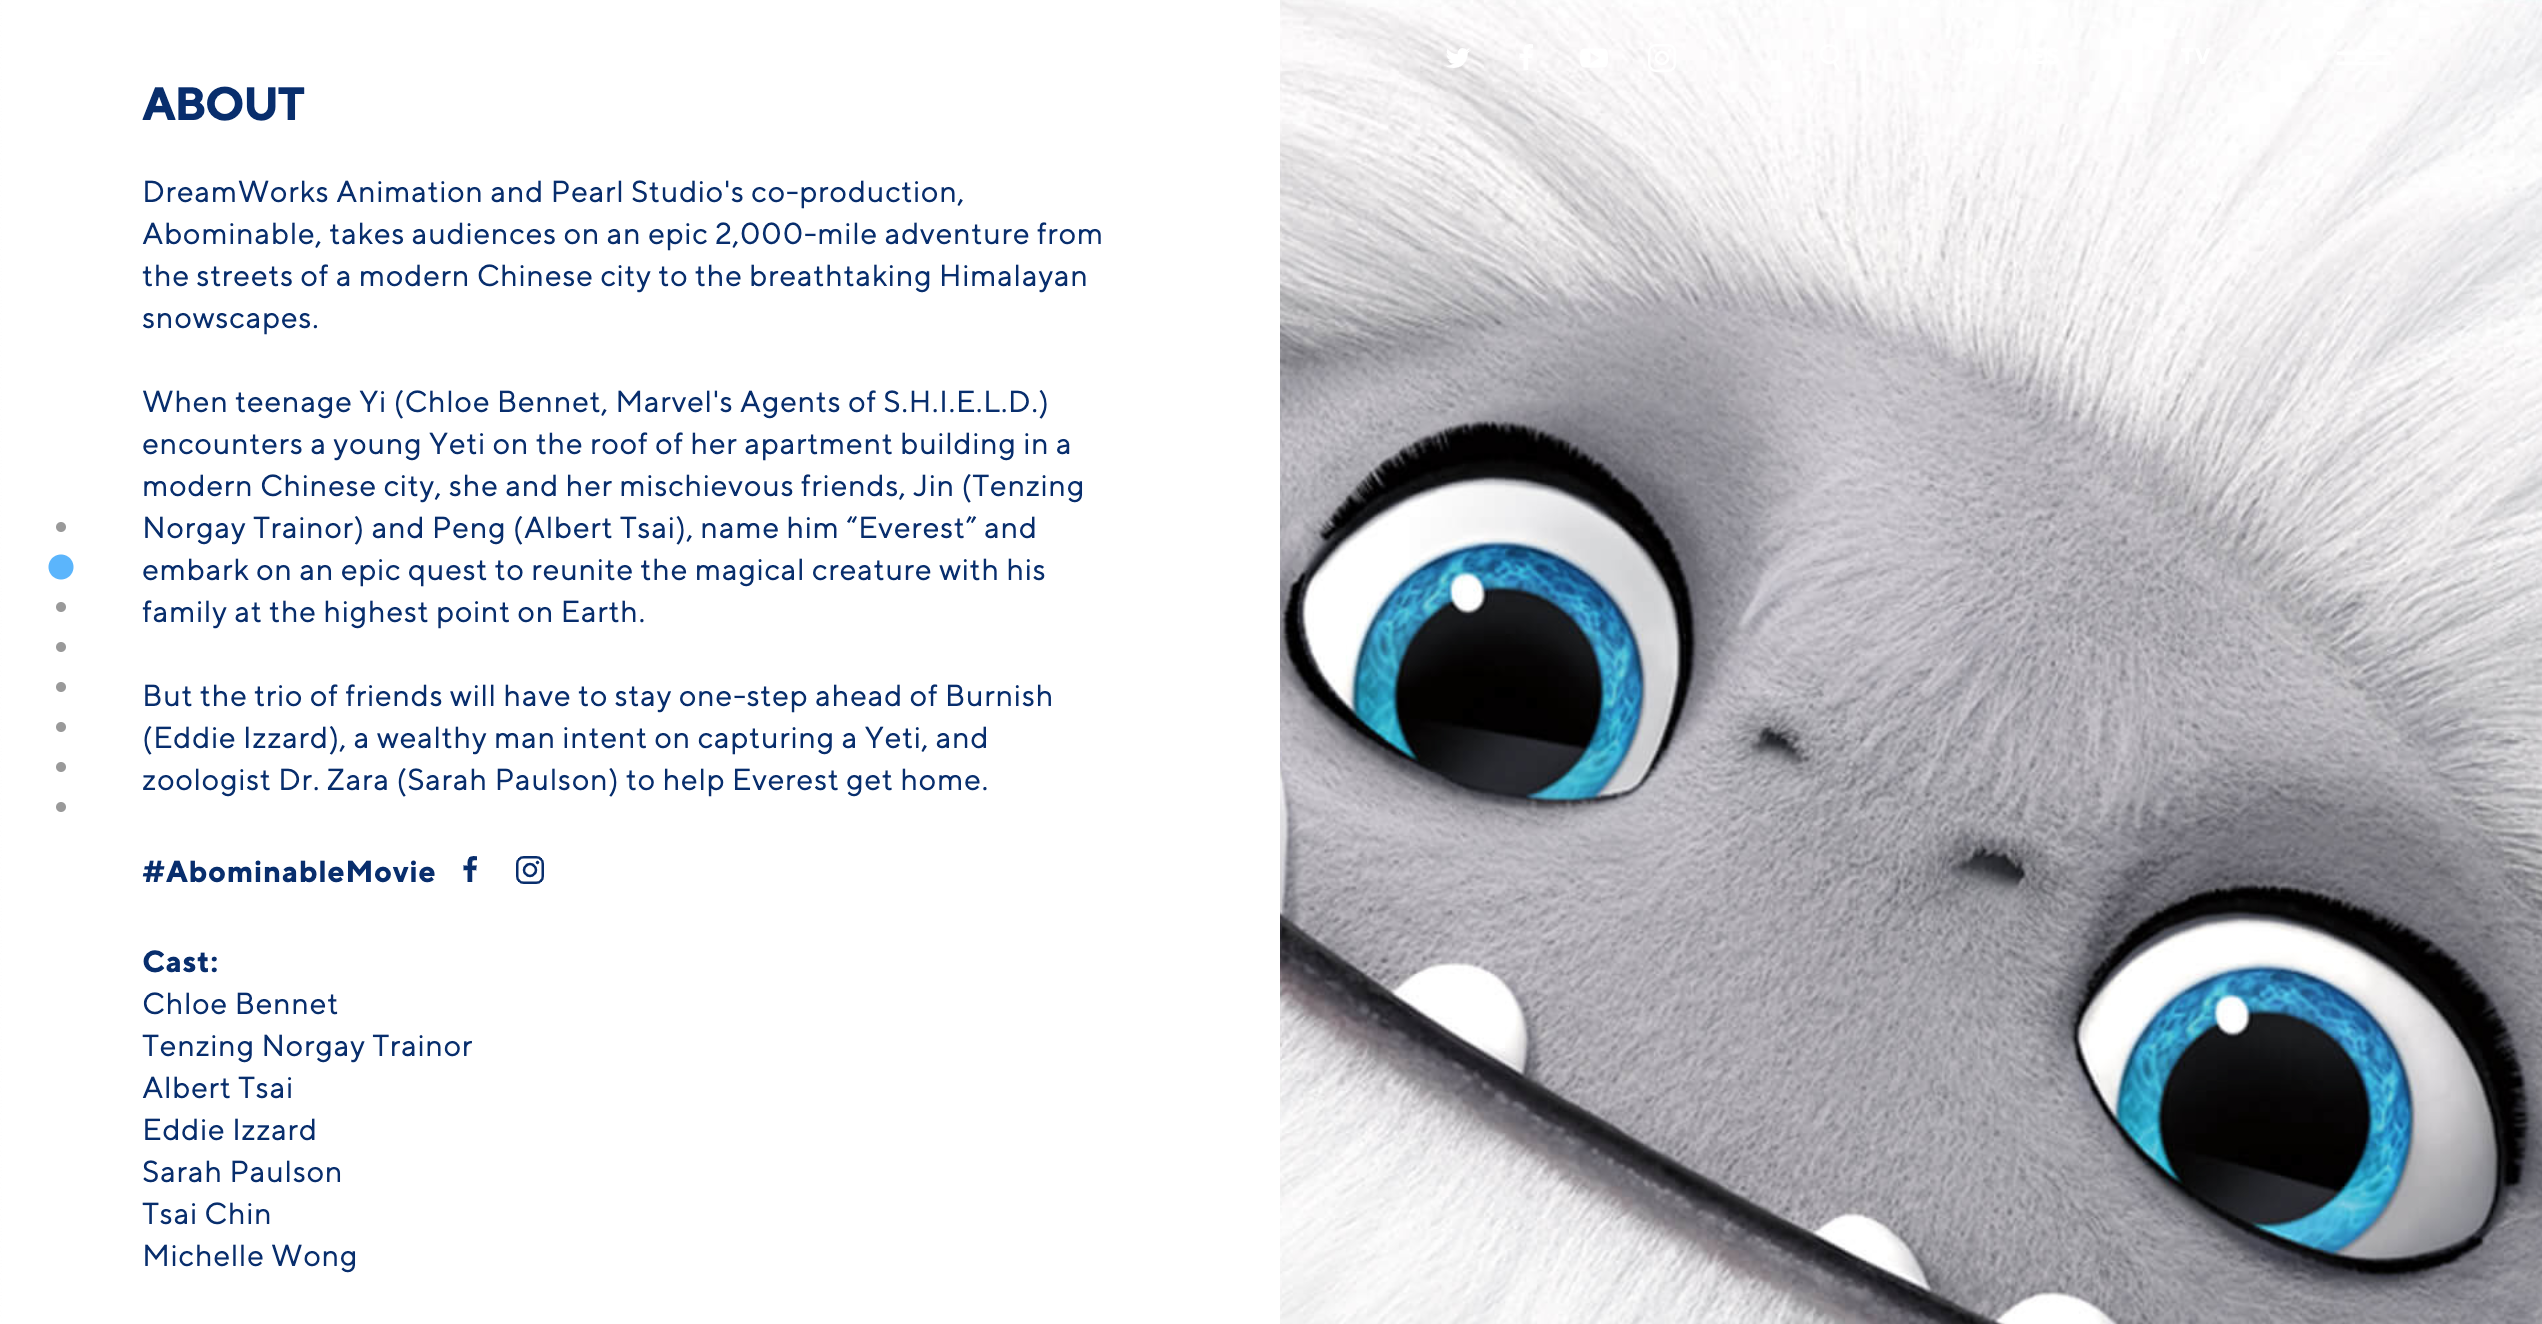 ABOUT
DreamWorks Animation and Pearl Studio's co-production,
Abominable, takes audiences on an epic 2,000-mile adventure from
the streets of a modern Chinese city to the breathtaking Himalayan
snowscapes.
When teenage Yi (Chloe Bennet, Marvel's Agents of S.H.I.E.L.D.)
encounters a young Yeti on the roof of her apartment building in a
modern Chinese city, she and her mischievous friends, Jin (Tenzing
Norgay Trainor) and Peng (Albert Tsai), name him “Everest” and
embark on an epic quest to reunite the magical creature with his
family at the highest point on Earth.
But the trio of friends will have to stay one-step ahead of Burnish
(Eddie Izzard), a wealthy man intent on capturing a Yeti, and
zoologist Dr. Zara (Sarah Paulson) to help Everest get home.
#AbominableMovie
Cast:
Chloe Bennet
Tenzing Norgay Trainor
Albert Tsai
Eddie Izzard
Sarah Paulson
Tsai Chin
Michelle Wong